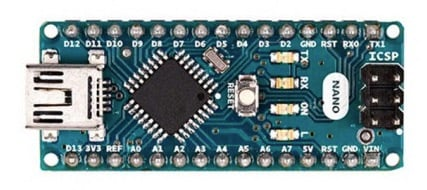 D12 D11 D10 D9 D8 D7 D6 D5 D4 D3 D2 GND RST RX0 TX1
TX
RX
ON
L
RESET
NANO
ICSP
D13 3V3 REF A0 A1 A2 A3 A4 A5 A6 A7 5V RST GND VIN